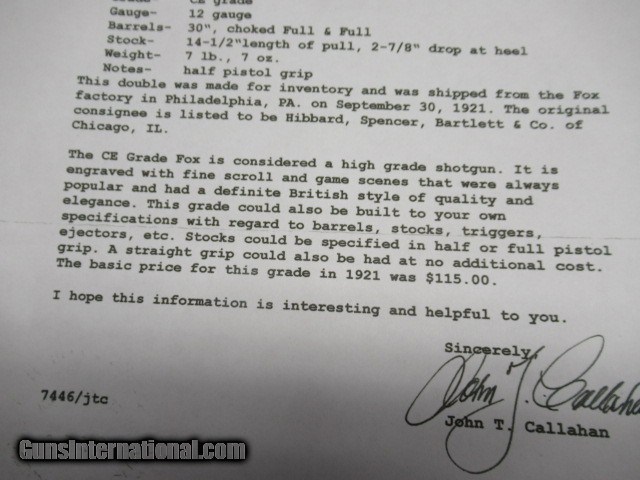 Grade- CE grade
Gauge- 12 gauge
Barrels- 30", choked Full & Full
Stock- 14-1/2"length of pull, 2-7/8" drop at heel
Weight- 7 lb., 7 oz.
Notes- half pistol grip
This double was made for inventory and was shipped from the Fox
factory in Philadelphia, PA. on September 30, 1921. The original
consignee is listed to be Hibbard, Spencer, Bartlett & Co. of
Chicago, IL.
The CE Grade Fox is considered a high grade shotgun. It is
engraved with fine scroll and game scenes that were always
popular and had a definite British style of quality and
elegance. This grade could also be built to your own
specifications with regard to barrels, stocks, triggers,
ejectors, etc. Stocks could be specified in half or full pistol
grip. A straight grip could also be had at no additional cost.
The basic price for this grade in 1921 was $115.00.
I hope this information is interesting and helpful to you.
Sincerely,
John T. Callahan
John T. Callahan
7446/jtc
GunsInternational.com